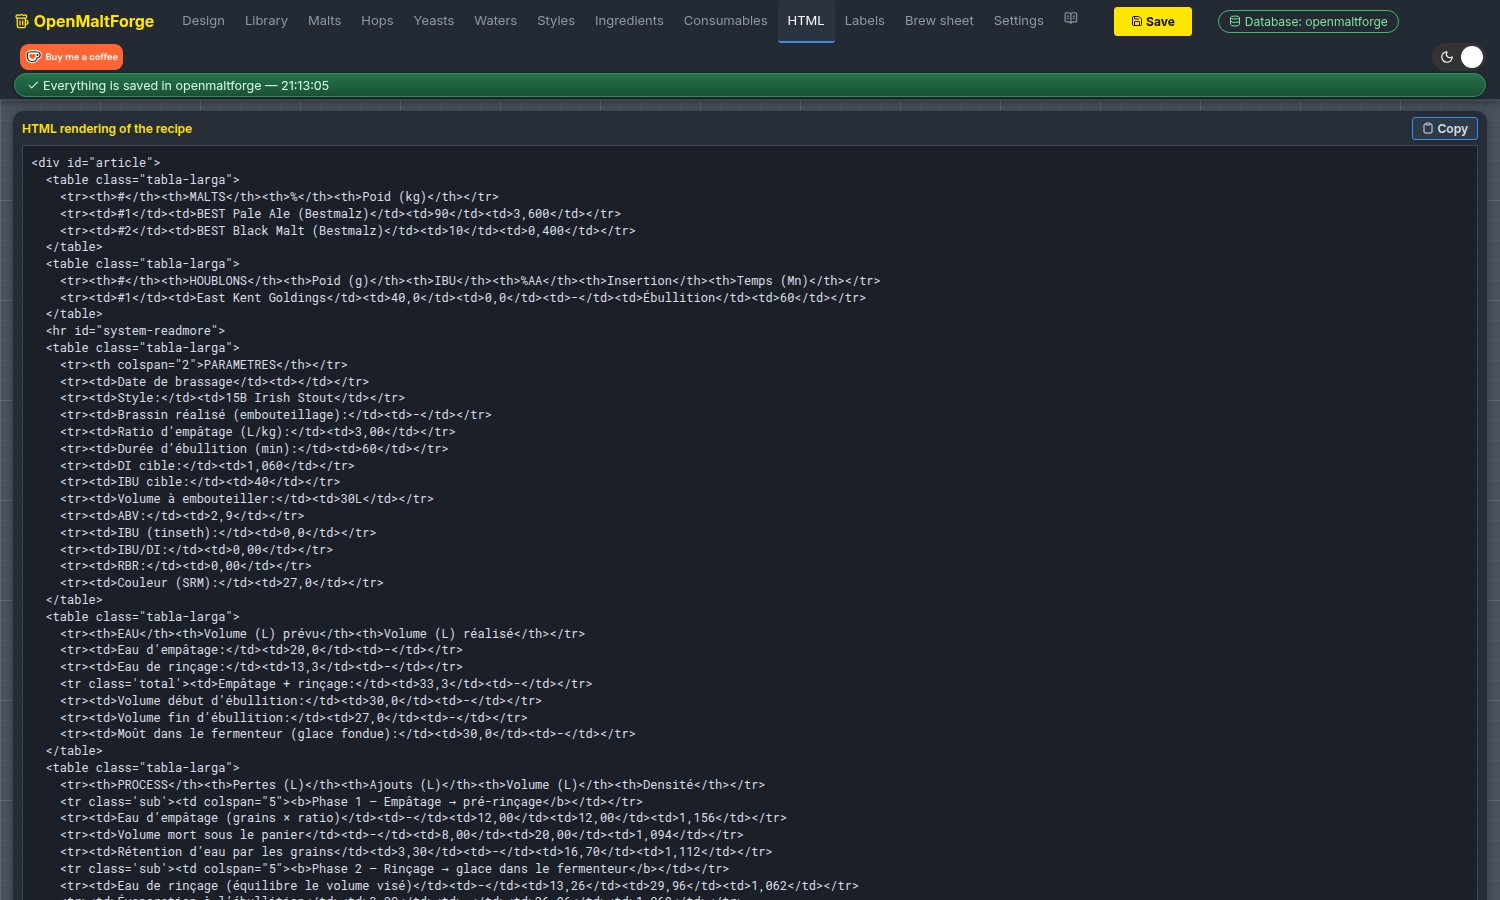 OpenMaltForge
Design Library Malts Hops Yeasts Waters Styles Ingredients Consumables HTML Labels Brew sheet Settings
Save
Database: openmaltforge
Buy me a coffee
✓ Everything is saved in openmaltforge — 21:13:05
HTML rendering of the recipe
Copy
<div id="article">
  <table class="tabla-larga">
    <tr><th>#</th><th>MALTS</th><th>%</th><th>Poid (kg)</th></tr>
    <tr><td>#1</td><td>BEST Pale Ale (Bestmalz)</td><td>90</td><td>3,600</td></tr>
    <tr><td>#2</td><td>BEST Black Malt (Bestmalz)</td><td>10</td><td>0,400</td></tr>
  </table>
  <table class="tabla-larga">
    <tr><th>#</th><th>HOUBLONS</th><th>Poid (g)</th><th>IBU</th><th>%AA</th><th>Insertion</th><th>Temps (Mn)</th></tr>
    <tr><td>#1</td><td>East Kent Goldings</td><td>40,0</td><td>0,0</td><td>-</td><td>Ébullition</td><td>60</td></tr>
  </table>
  <hr id="system-readmore">
  <table class="tabla-larga">
    <tr><th colspan="2">PARAMETRES</th></tr>
    <tr><td>Date de brassage</td><td></td></tr>
    <tr><td>Style:</td><td>15B Irish Stout</td></tr>
    <tr><td>Brassin réalisé (embouteillage):</td><td>-</td></tr>
    <tr><td>Ratio d’empâtage (L/kg):</td><td>3,00</td></tr>
    <tr><td>Durée d’ébullition (min):</td><td>60</td></tr>
    <tr><td>DI cible:</td><td>1,060</td></tr>
    <tr><td>IBU cible:</td><td>40</td></tr>
    <tr><td>Volume à embouteiller:</td><td>30L</td></tr>
    <tr><td>ABV:</td><td>2,9</td></tr>
    <tr><td>IBU (tinseth):</td><td>0,0</td></tr>
    <tr><td>IBU/DI:</td><td>0,00</td></tr>
    <tr><td>RBR:</td><td>0,00</td></tr>
    <tr><td>Couleur (SRM):</td><td>27,0</td></tr>
  </table>
  <table class="tabla-larga">
    <tr><th>EAU</th><th>Volume (L) prévu</th><th>Volume (L) réalisé</th></tr>
    <tr><td>Eau d’empâtage:</td><td>20,0</td><td>-</td></tr>
    <tr><td>Eau de rinçage:</td><td>13,3</td><td>-</td></tr>
    <tr class='total'><td>Empâtage + rinçage:</td><td>33,3</td><td>-</td></tr>
    <tr><td>Volume début d’ébullition:</td><td>30,0</td><td>-</td></tr>
    <tr><td>Volume fin d’ébullition:</td><td>27,0</td><td>-</td></tr>
    <tr><td>Moût dans le fermenteur (glace fondue):</td><td>30,0</td><td>-</td></tr>
  </table>
  <table class="tabla-larga">
    <tr><th>PROCESS</th><th>Pertes (L)</th><th>Ajouts (L)</th><th>Volume (L)</th><th>Densité</th></tr>
    <tr class='sub'><td colspan="5"><b>Phase 1 — Empâtage → pré-rinçage</b></td></tr>
    <tr><td>Eau d’empâtage (grains × ratio)</td><td>-</td><td>12,00</td><td>12,00</td><td>1,156</td></tr>
    <tr><td>Volume mort sous le panier</td><td>-</td><td>8,00</td><td>20,00</td><td>1,094</td></tr>
    <tr><td>Rétention d’eau par les grains</td><td>3,30</td><td>-</td><td>16,70</td><td>1,112</td></tr>
    <tr class='sub'><td colspan="5"><b>Phase 2 — Rinçage → glace dans le fermenteur</b></td></tr>
    <tr><td>Eau de rinçage (équilibre le volume visé)</td><td>-</td><td>13,26</td><td>29,96</td><td>1,062</td></tr>